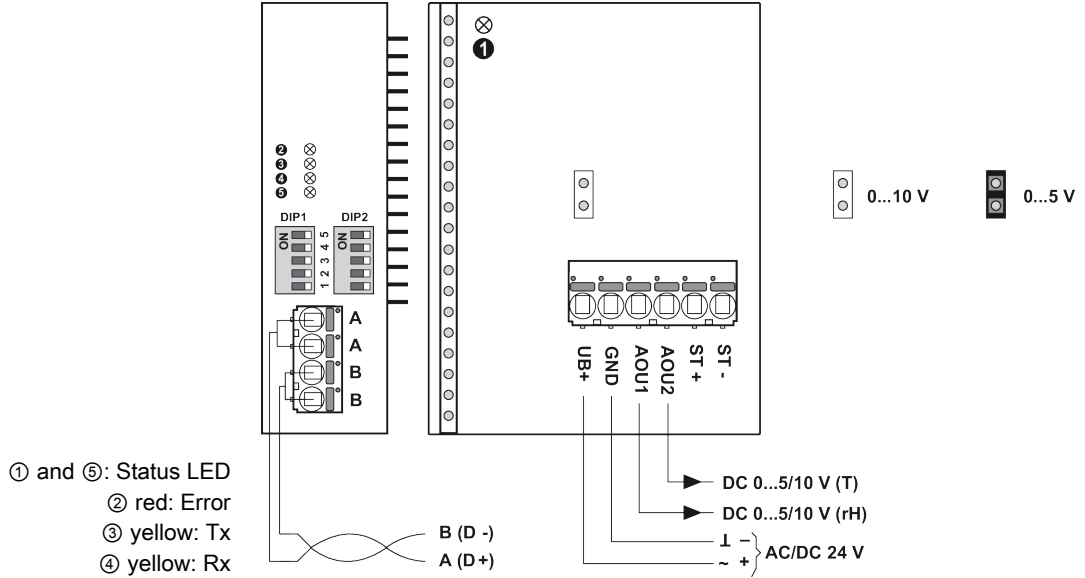 ❶
❷
❸
❹
❺
DIP1 DIP2
ON 1 2 3 4 5 ON
A
A
B
B
0...10 V
0...5 V
UB+ GND AOU1 AOU2 ST + ST -
① and ⑤: Status LED
② red: Error
③ yellow: Tx
④ yellow: Rx
B (D -)
A (D+)
DC 0...5/10 V (T)
DC 0...5/10 V (rH)
⊥ −
~ +
AC/DC 24 V